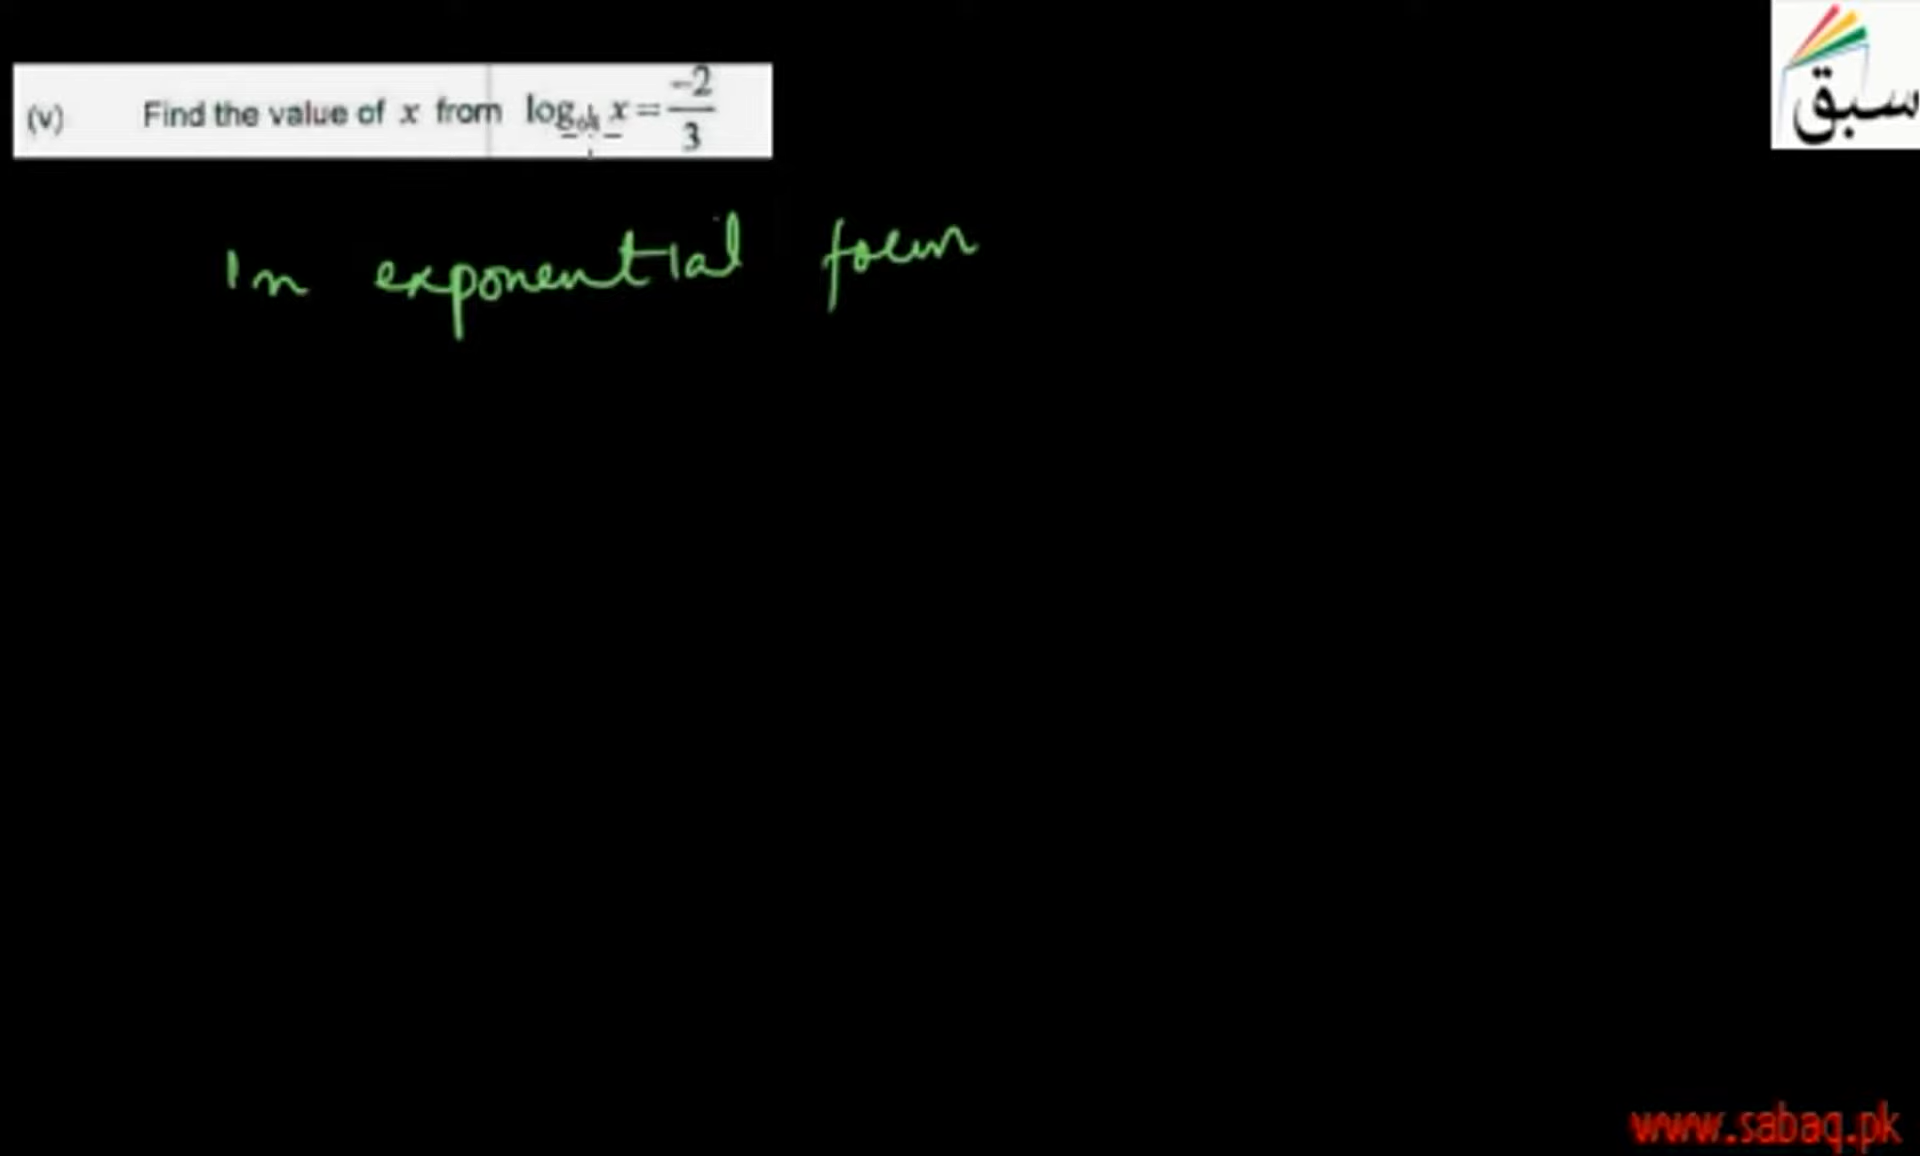 سبق
(v) Find the value of x from log x = -2/3
In exponential form
www.sabaq.pk